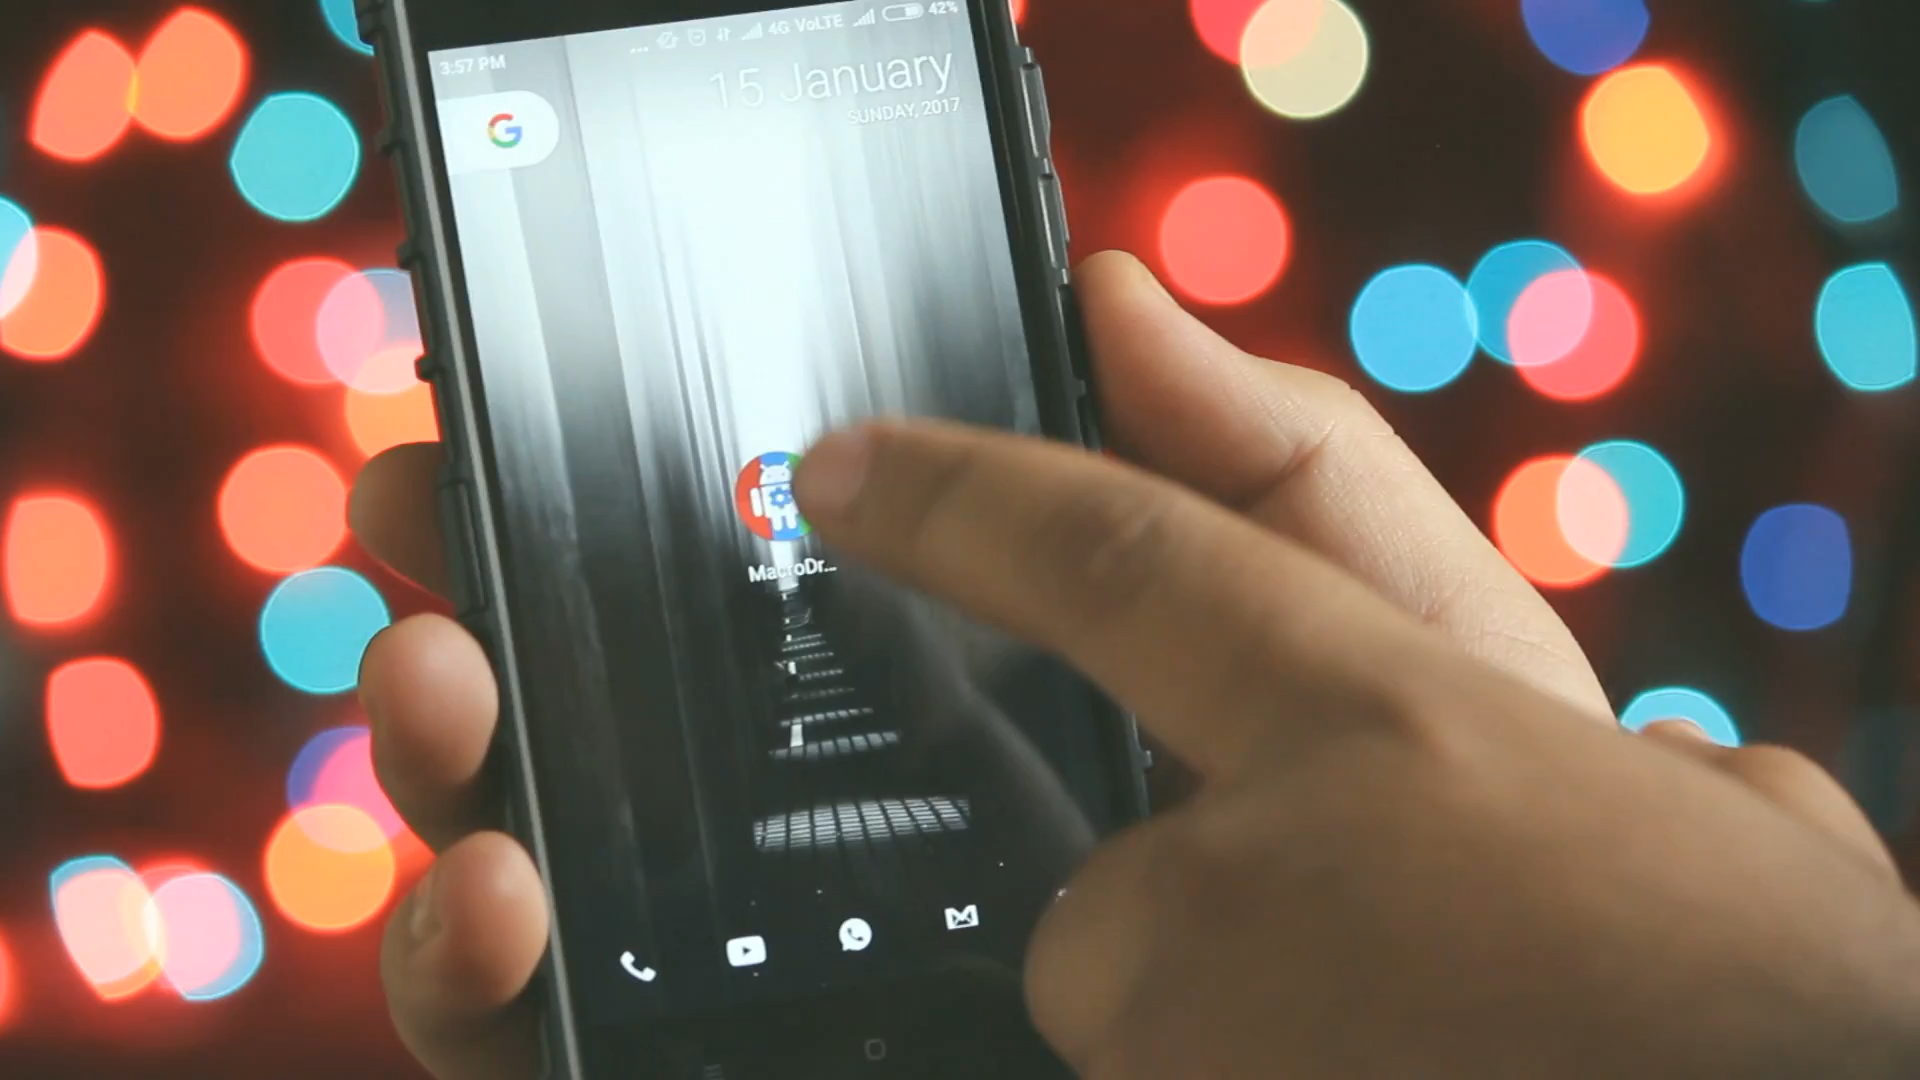 4G VoLTE 42%
3:57 PM
15 January
SUNDAY, 2017
G
MacroDr...